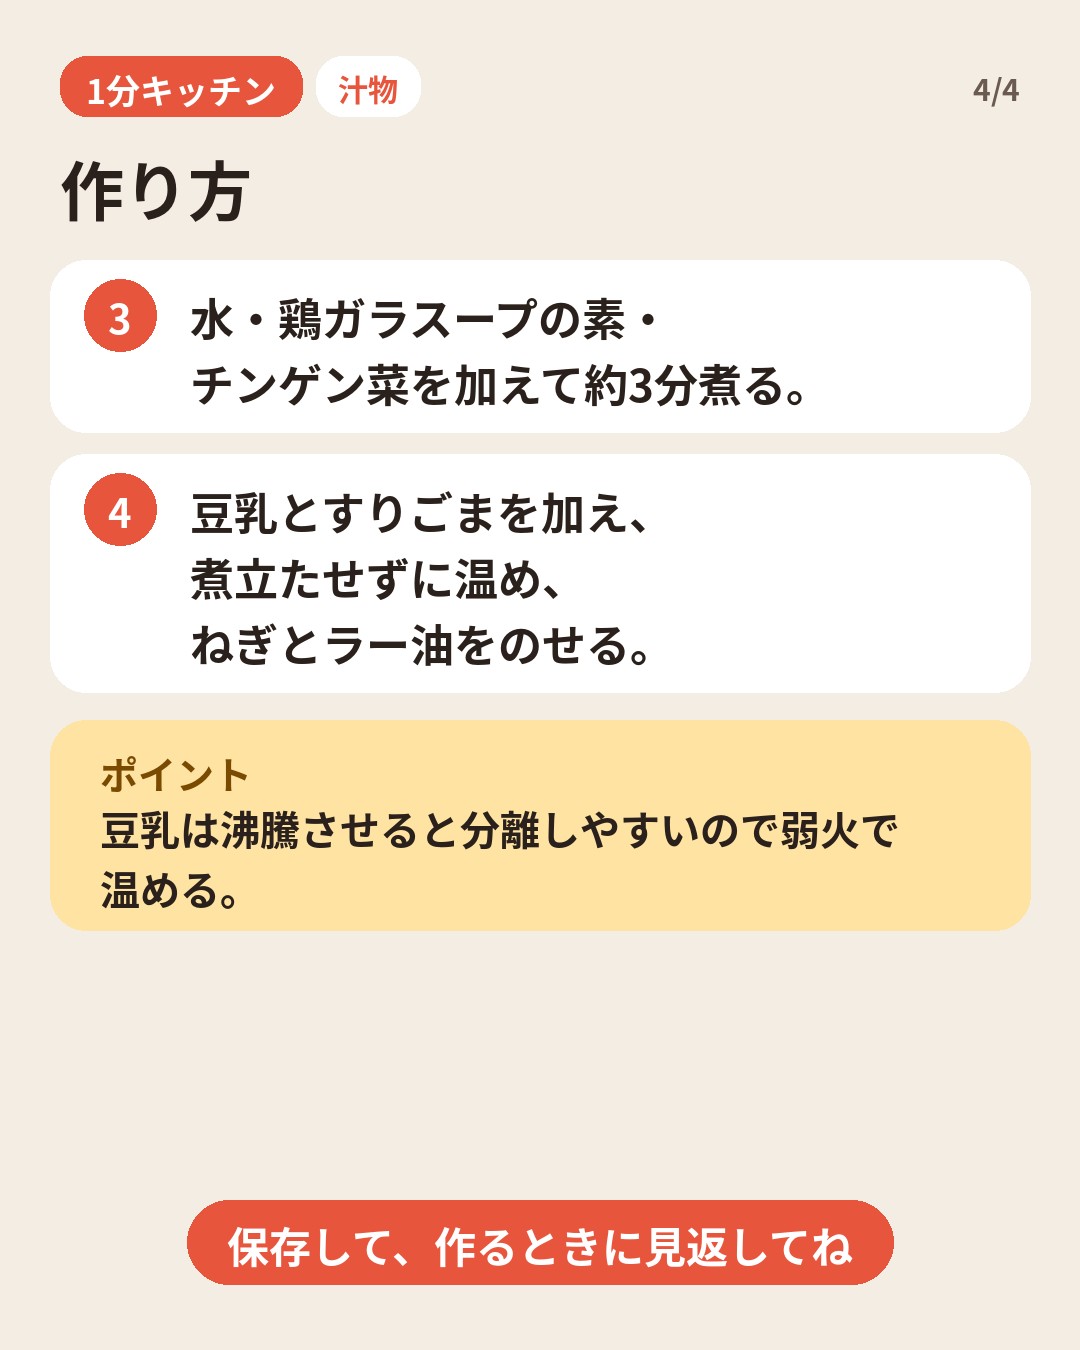 1分キッチン
汁物
4/4
作り方
3
水・鶏ガラスープの素・
チンゲン菜を加えて約3分煮る。
4
豆乳とすりごまを加え、
煮立たせずに温め、
ねぎとラー油をのせる。
ポイント
豆乳は沸騰させると分離しやすいので弱火で
温める。
保存して、作るときに見返してね